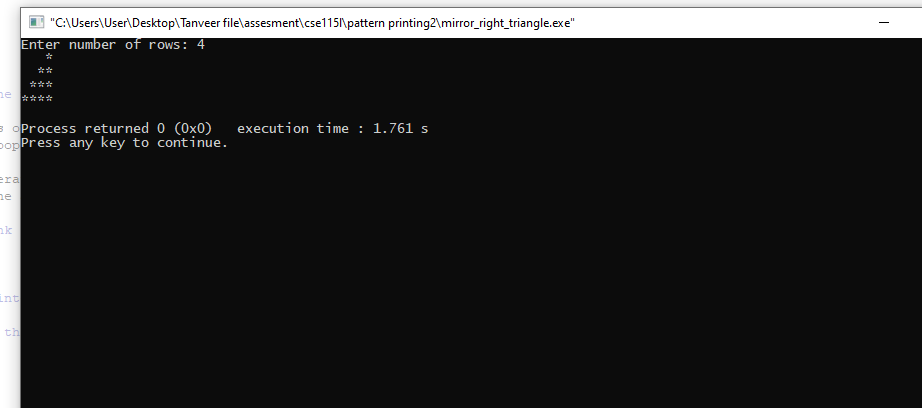 "C:\Users\User\Desktop\Tanveer file\assesment\cse115l\pattern printing2\mirror_right_triangle.exe"
Enter number of rows: 4
   *
  **
 ***
****
Process returned 0 (0x0)   execution time : 1.761 s
Press any key to continue.